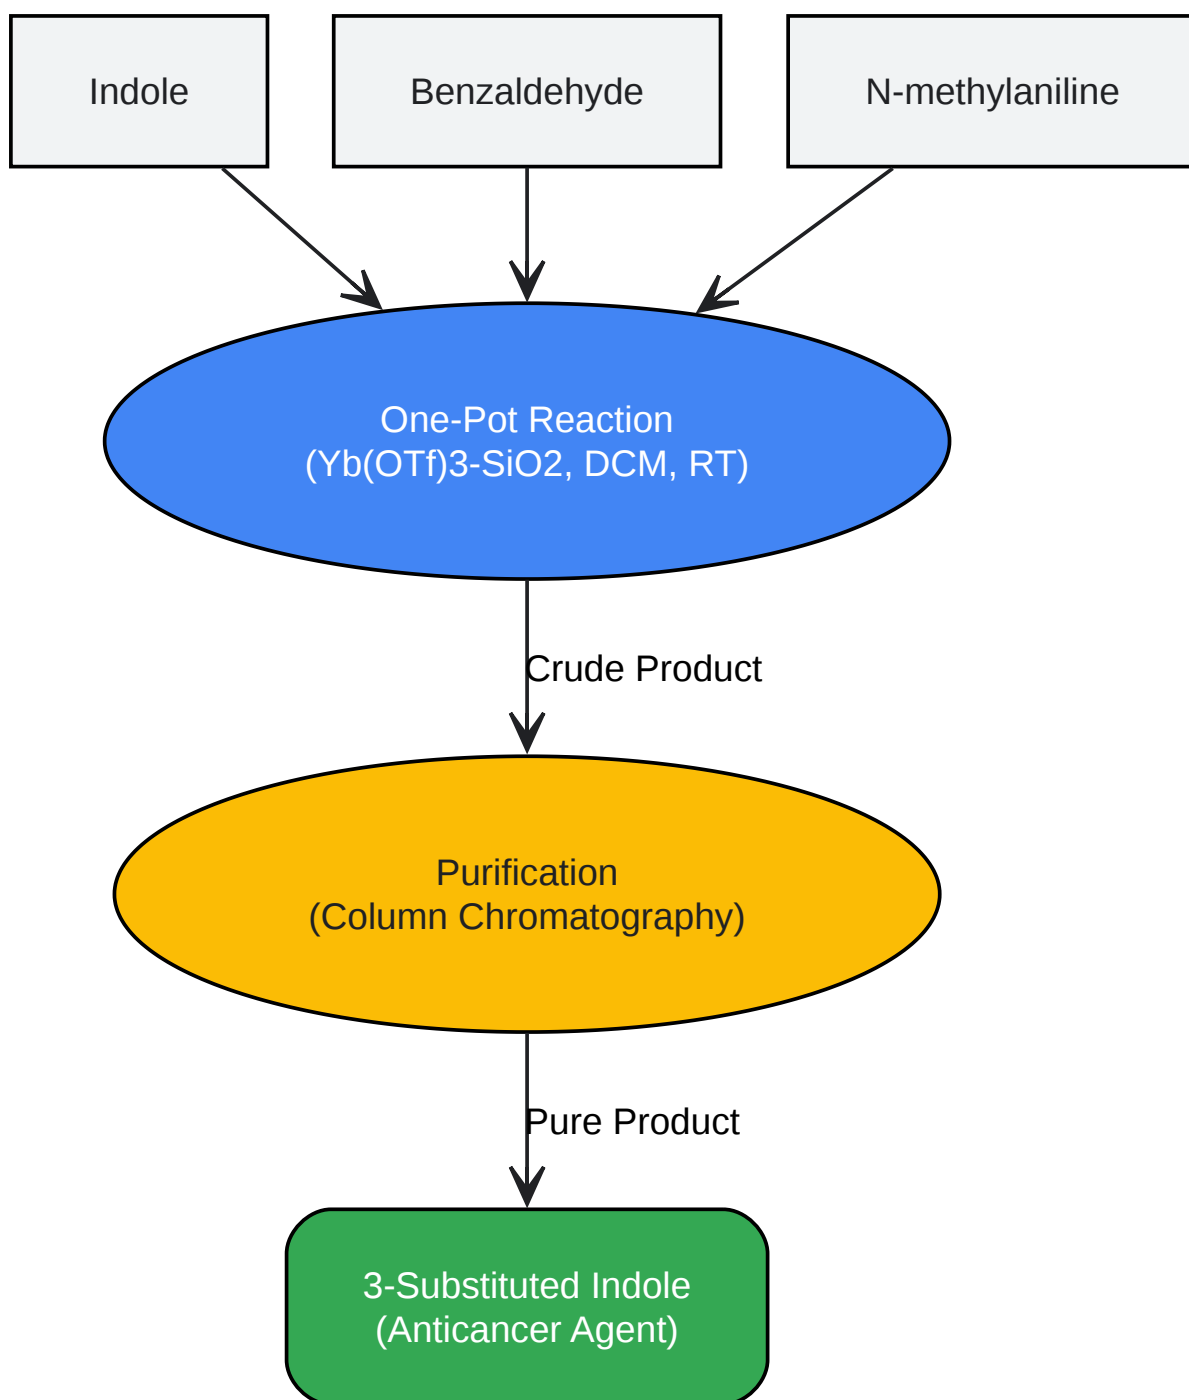 Indole
Benzaldehyde
N-methylaniline
One-Pot Reaction
(Yb(OTf)3-SiO2, DCM, RT)
Crude Product
Purification
(Column Chromatography)
Pure Product
3-Substituted Indole
(Anticancer Agent)